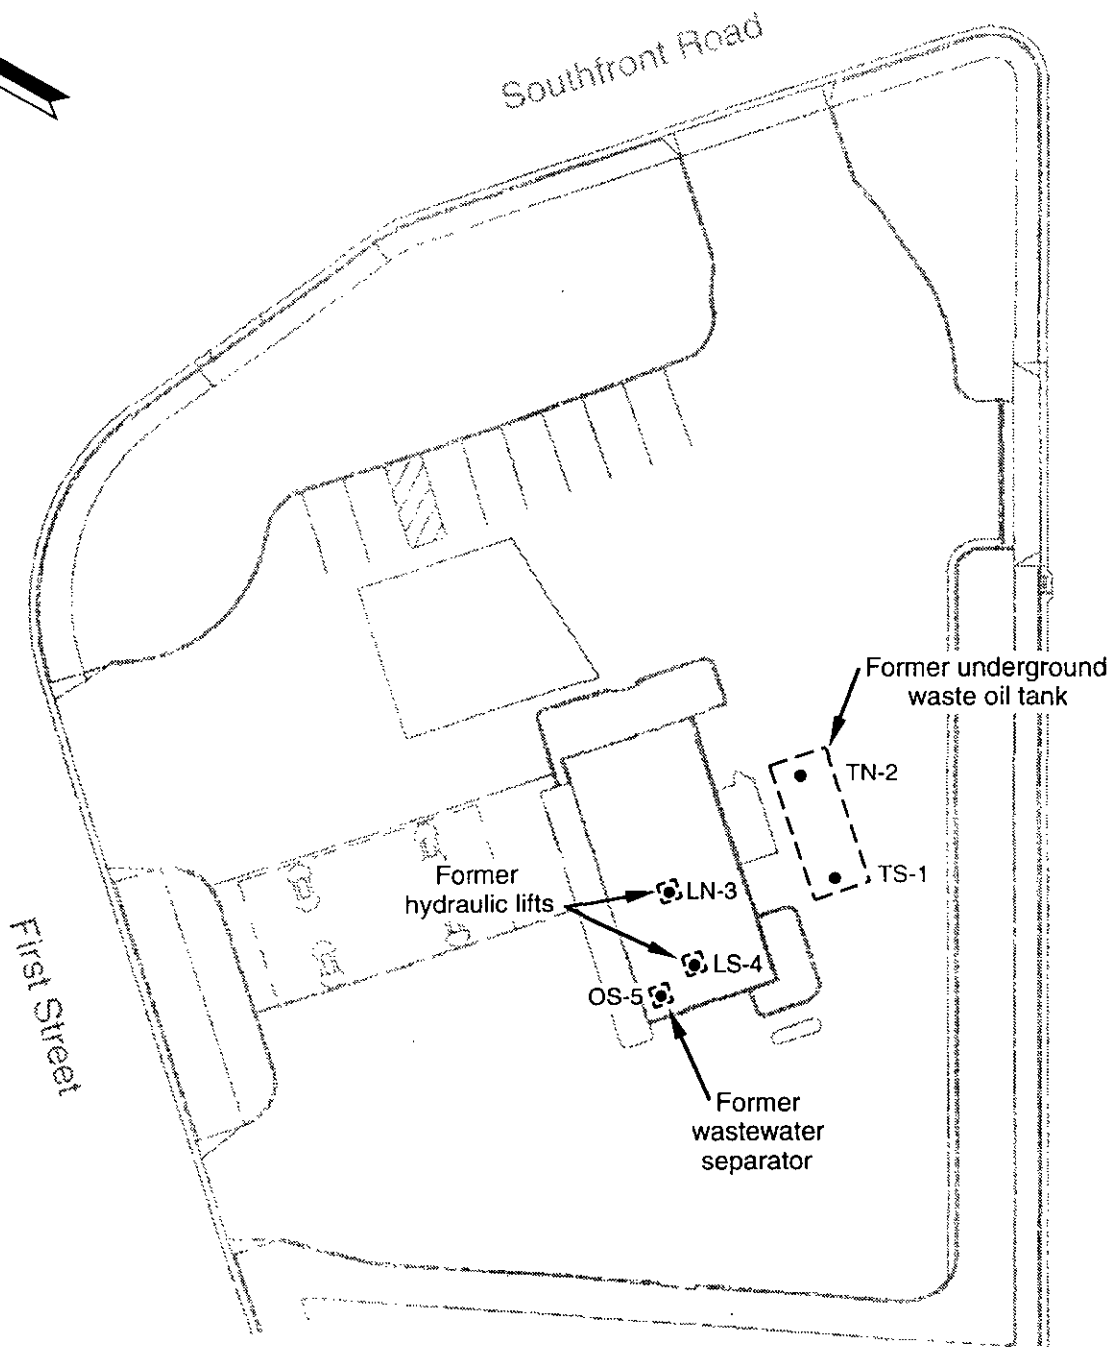 Southfront Road
Former underground
waste oil tank
TN-2
TS-1
Former
hydraulic lifts
LN-3
LS-4
OS-5
First Street
Former
wastewater
separator